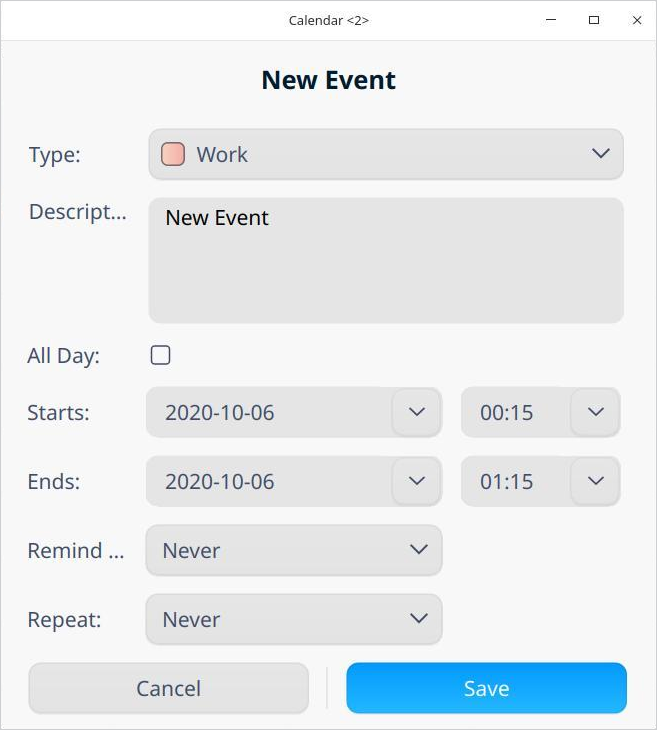 Calendar <2>
New Event
Type:
Work
Descript...
New Event
All Day:
Starts:
2020-10-06
00:15
Ends:
2020-10-06
01:15
Remind ...
Never
Repeat:
Never
Cancel
Save